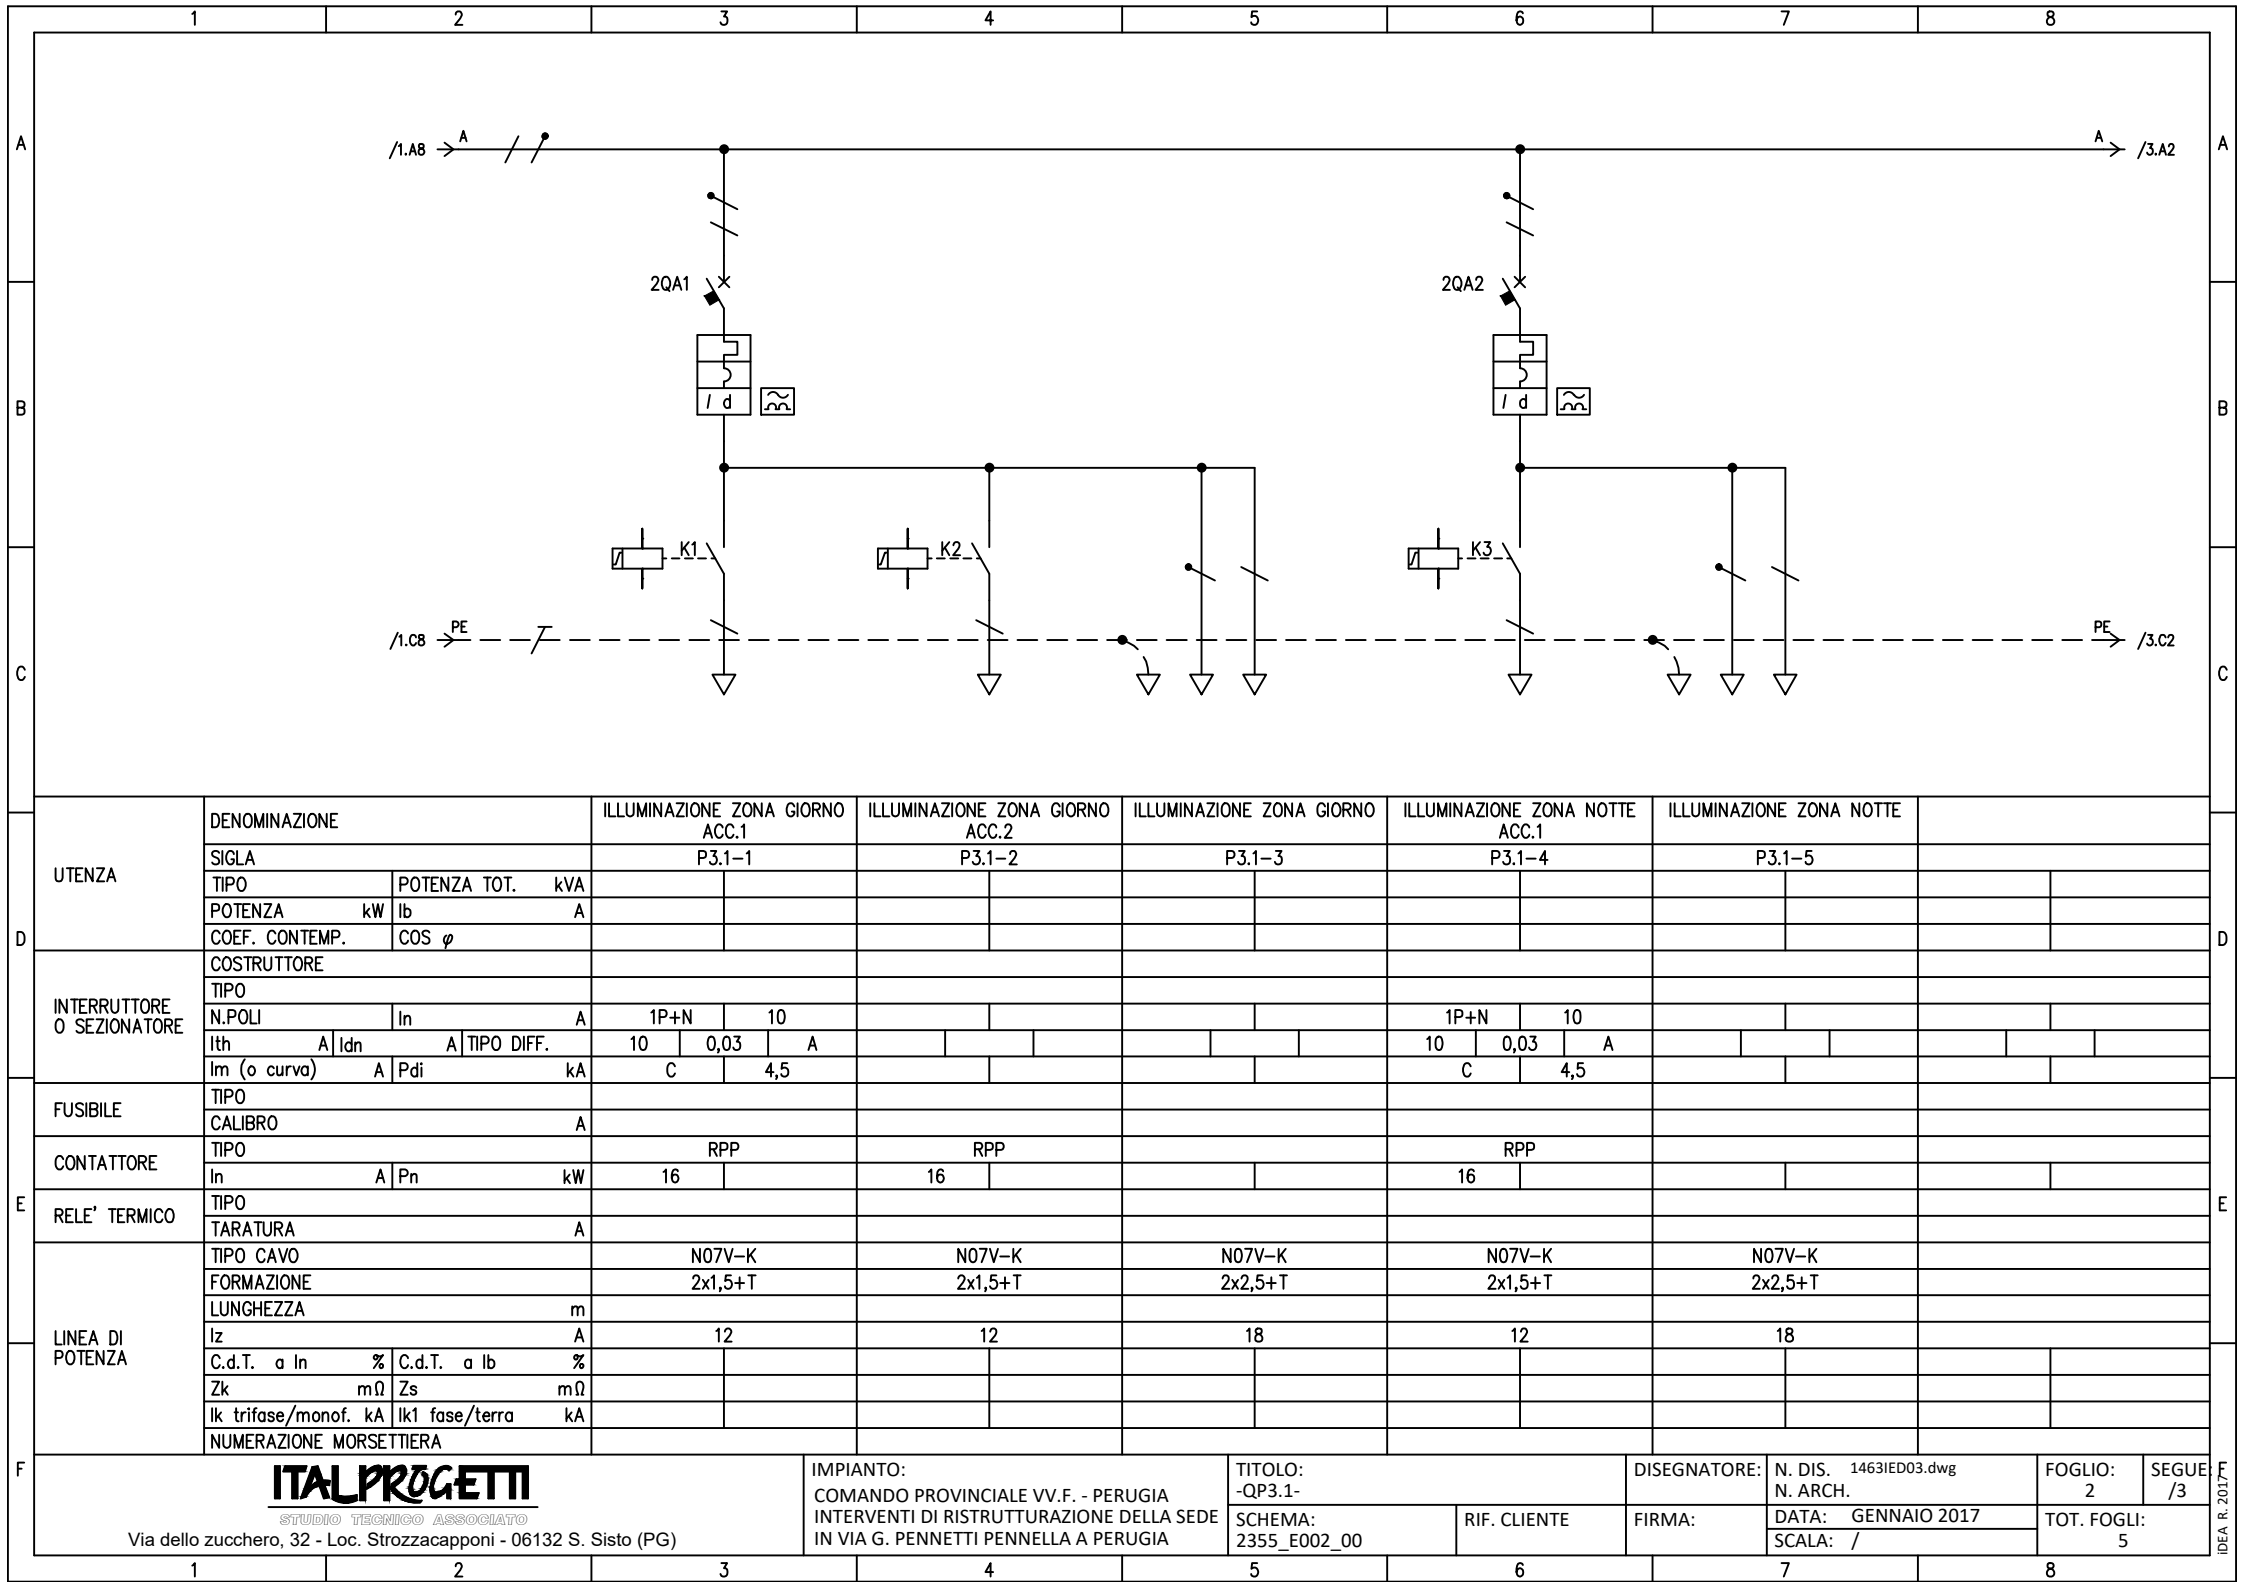 1 2 3 4 5 6 7 8
A A
/1.A8 A A /3.A2
2QA1 2QA2
I d I d
B B
K1 K2 K3
/1.C8 PE PE /3.C2
C C
UTENZA
DENOMINAZIONE ILLUMINAZIONE ZONA GIORNO ACC.1 ILLUMINAZIONE ZONA GIORNO ACC.2 ILLUMINAZIONE ZONA GIORNO ILLUMINAZIONE ZONA NOTTE ACC.1 ILLUMINAZIONE ZONA NOTTE
SIGLA P3.1-1 P3.1-2 P3.1-3 P3.1-4 P3.1-5
TIPO POTENZA TOT. kVA
POTENZA kW Ib A
D COEF. CONTEMP. COS φ D
INTERRUTTORE O SEZIONATORE
COSTRUTTORE
TIPO
N.POLI In A 1P+N 10 1P+N 10
Ith A Idn A TIPO DIFF. 10 0,03 A 10 0,03 A
Im (o curva) A Pdi kA C 4,5 C 4,5
FUSIBILE
TIPO
CALIBRO A
CONTATTORE
TIPO RPP RPP RPP
In A Pn kW 16 16 16
E E
RELE' TERMICO
TIPO
TARATURA A
LINEA DI POTENZA
TIPO CAVO N07V-K N07V-K N07V-K N07V-K N07V-K
FORMAZIONE 2x1,5+T 2x1,5+T 2x2,5+T 2x1,5+T 2x2,5+T
LUNGHEZZA m
Iz A 12 12 18 12 18
C.d.T. a In % C.d.T. a Ib %
Zk mΩ Zs mΩ
Ik trifase/monof. kA Ik1 fase/terra kA
NUMERAZIONE MORSETTIERA
F F
ITALPROGETTI
STUDIO TECNICO ASSOCIATO
Via dello zucchero, 32 - Loc. Strozzacapponi - 06132 S. Sisto (PG)
IMPIANTO:
COMANDO PROVINCIALE VV.F. - PERUGIA
INTERVENTI DI RISTRUTTURAZIONE DELLA SEDE
IN VIA G. PENNETTI PENNELLA A PERUGIA
TITOLO:
-QP3.1-
SCHEMA:
2355_E002_00
RIF. CLIENTE
DISEGNATORE:
FIRMA:
N. DIS. 1463IED03.dwg
N. ARCH.
DATA: GENNAIO 2017
SCALA: /
FOGLIO:
2
SEGUE:
/3
TOT. FOGLI:
5
iDEA R. 2017
1 2 3 4 5 6 7 8